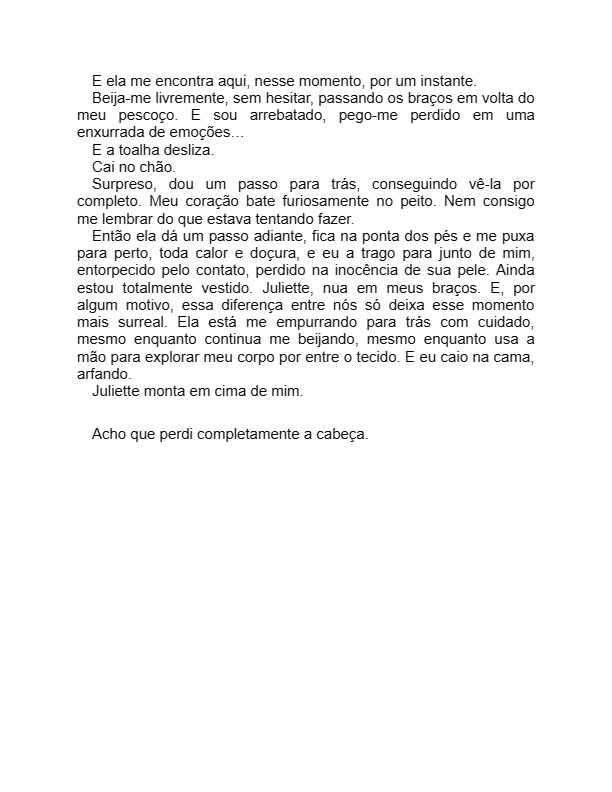 E ela me encontra aqui, nesse momento, por um instante.
Beija-me livremente, sem hesitar, passando os braços em volta do
meu pescoço. E sou arrebatado, pego-me perdido em uma
enxurrada de emoções…
E a toalha desliza.
Cai no chão.
Surpreso, dou um passo para trás, conseguindo vê-la por
completo. Meu coração bate furiosamente no peito. Nem consigo
me lembrar do que estava tentando fazer.
Então ela dá um passo adiante, fica na ponta dos pés e me puxa
para perto, toda calor e doçura, e eu a trago para junto de mim,
entorpecido pelo contato, perdido na inocência de sua pele. Ainda
estou totalmente vestido. Juliette, nua em meus braços. E, por
algum motivo, essa diferença entre nós só deixa esse momento
mais surreal. Ela está me empurrando para trás com cuidado,
mesmo enquanto continua me beijando, mesmo enquanto usa a
mão para explorar meu corpo por entre o tecido. E eu caio na cama,
arfando.
Juliette monta em cima de mim.
Acho que perdi completamente a cabeça.